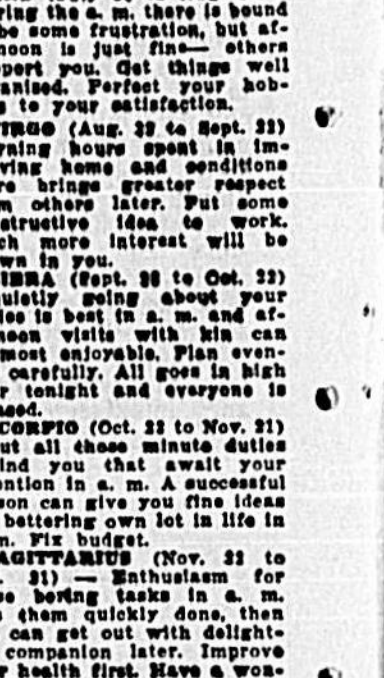 ring the a. m. there is bound
be some frustration, but af-
noon is just fine— others
pport you. Get things well
anised. Perfect your hob-
s to your satisfaction.
IRGO (Aug. 22 to Sept. 22)
rning hours spent in im-
ving home and conditions
re brings greater respect
m others later. Put some
structive idea to work.
ch more interest will be
wn in you.
IBRA (Sept. 23 to Oct. 22)
uietly going about your
ies is best in a. m. and af-
noon visits with kin can
most enjoyable. Plan even-
carefully. All goes in high
r tonight and everyone is
ased.
CORPIO (Oct. 23 to Nov. 21)
ut all those minute duties
ind you that await your
ention in a. m. A successful
son can give you fine ideas
bettering own lot in life in
m. Fix budget.
AGITTARIUS (Nov. 22 to
. 21) — Enthusiasm for
se boring tasks in a. m.
s them quickly done, then
can get out with delight-
companion later. Improve
r health first. Have a won-